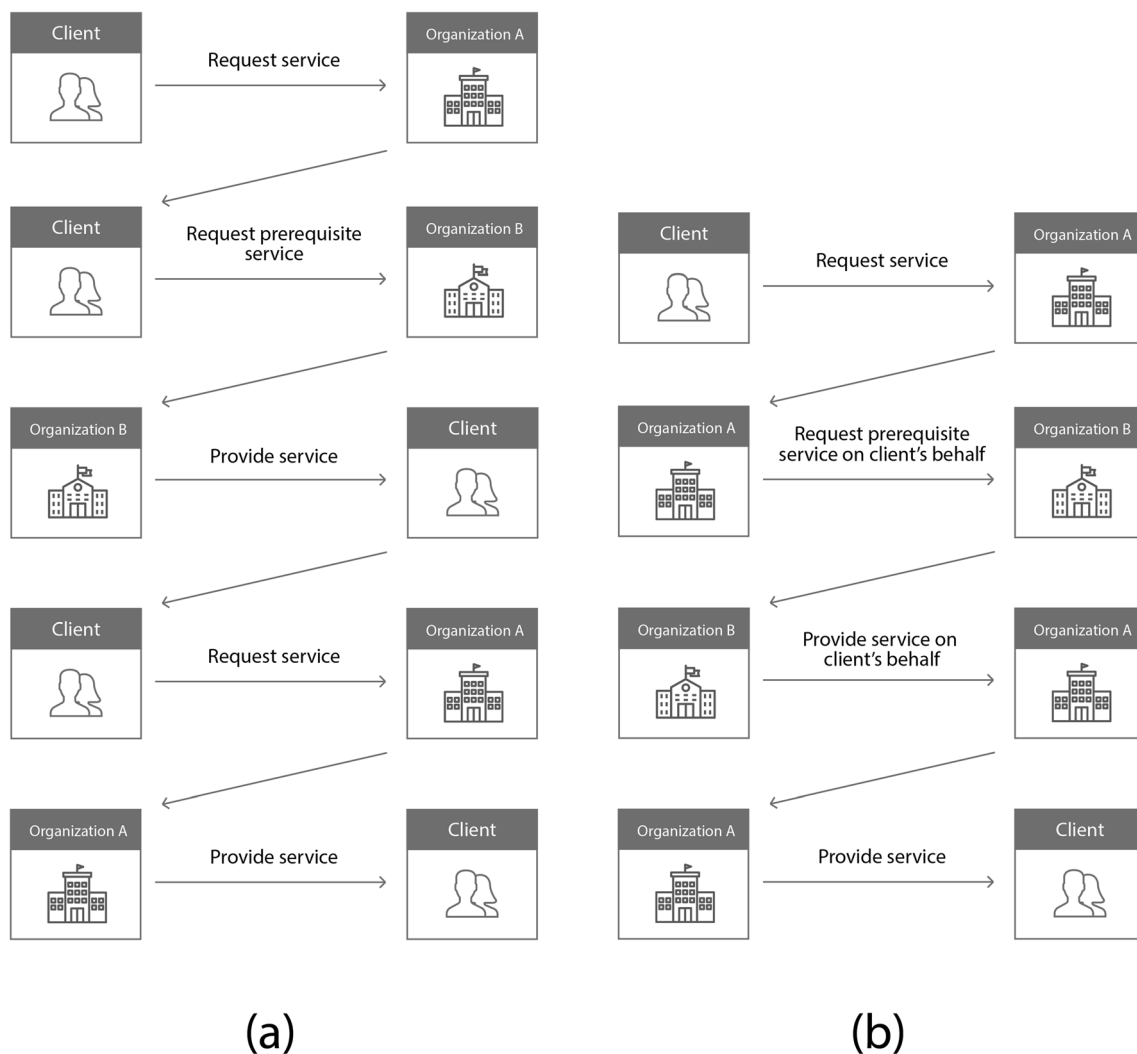 Client
Organization A
Request service
Client
Organization B
Request prerequisite
service
Organization B
Client
Provide service
Client
Organization A
Request service
Organization A
Client
Provide service
(a)
Client
Organization A
Request service
Organization A
Organization B
Request prerequisite
service on client's behalf
Organization B
Organization A
Provide service on
client's behalf
Organization A
Client
Provide service
(b)